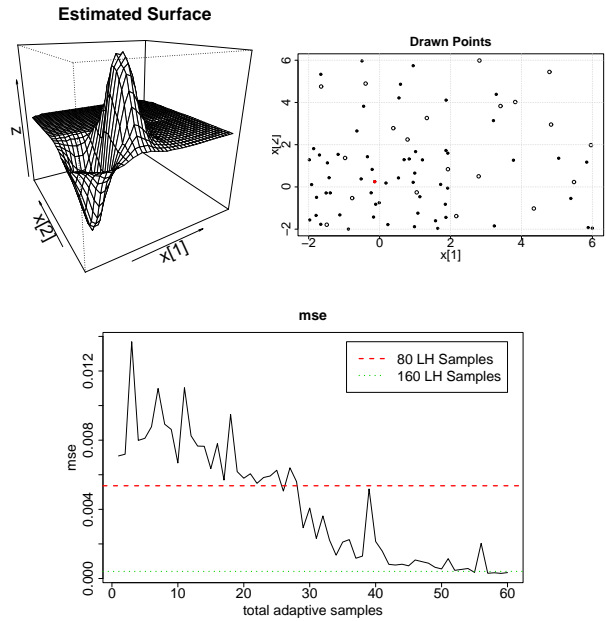 Estimated Surface
z
x[2]
x[1]
Drawn Points
x[2]
-2 0 2 4 6
-2 0 2 4 6
x[1]
mse
mse
0.000 0.004 0.008 0.012
80 LH Samples
160 LH Samples
0 10 20 30 40 50 60
total adaptive samples